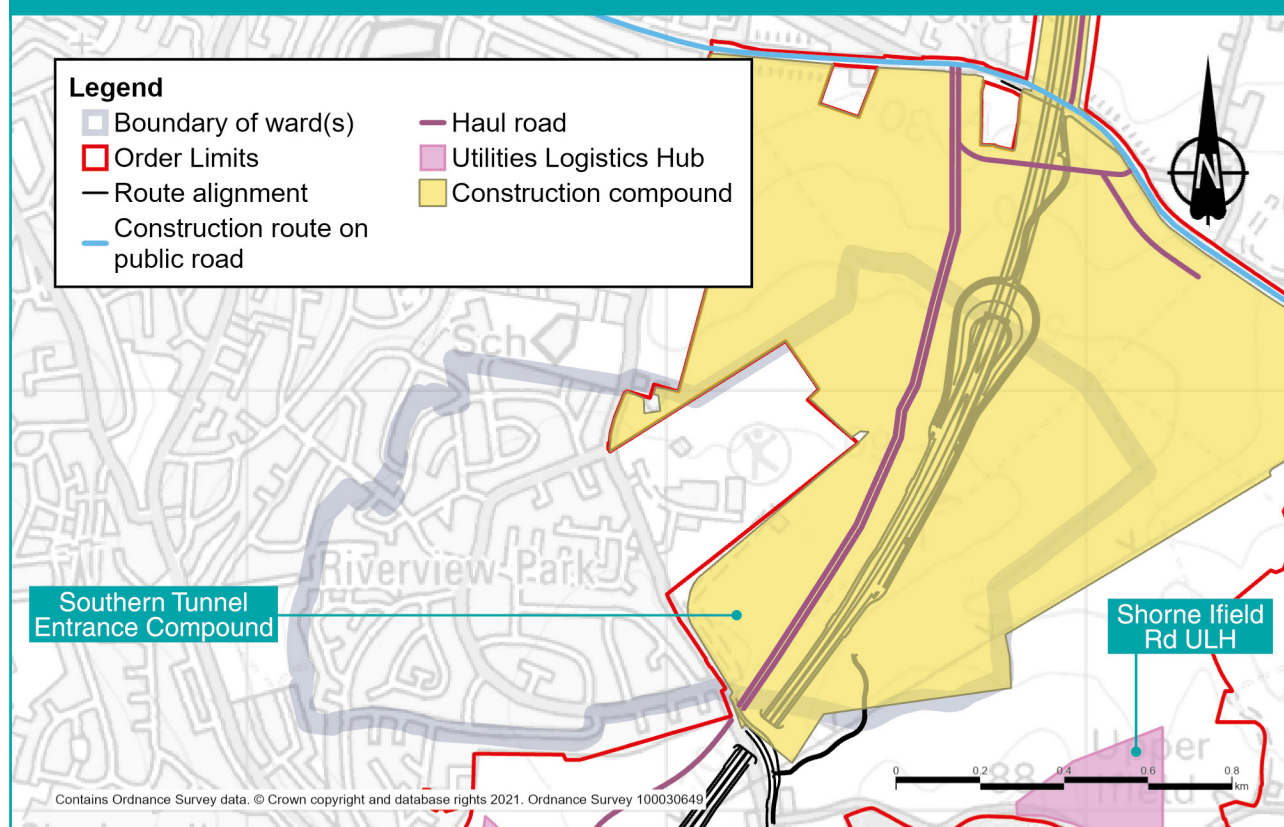 Legend
Boundary of ward(s)
Order Limits
Route alignment
Construction route on
public road
Haul road
Utilities Logistics Hub
Construction compound
N
30
Sch
Riverview Park
Southern Tunnel
Entrance Compound
Shorne Ifield
Rd ULH
Upper
Ifield
88
0 0.2 0.4 0.6 0.8
km
Contains Ordnance Survey data. © Crown copyright and database rights 2021. Ordnance Survey 100030649